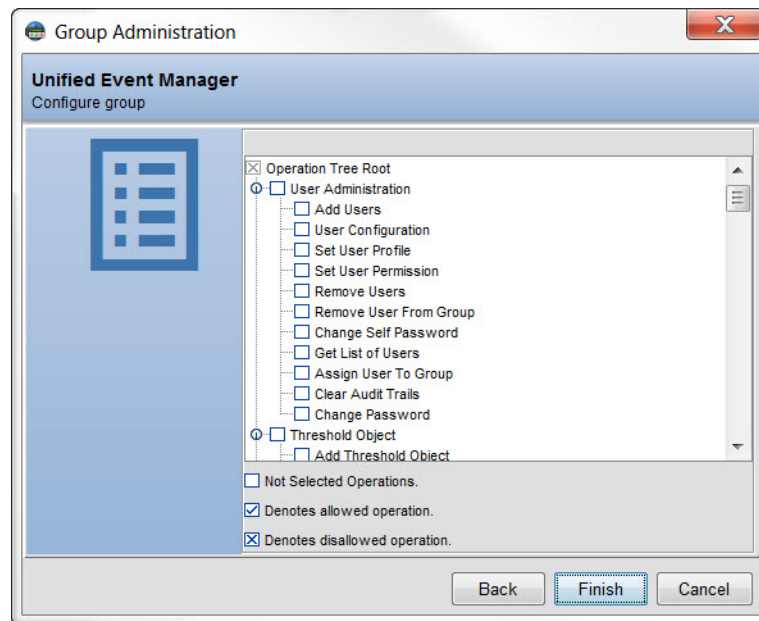 Group Administration
Unified Event Manager
Configure group
Operation Tree Root
User Administration
Add Users
User Configuration
Set User Profile
Set User Permission
Remove Users
Remove User From Group
Change Self Password
Get List of Users
Assign User To Group
Clear Audit Trails
Change Password
Threshold Object
Add Threshold Object
Not Selected Operations.
Denotes allowed operation.
Denotes disallowed operation.
Back Finish Cancel